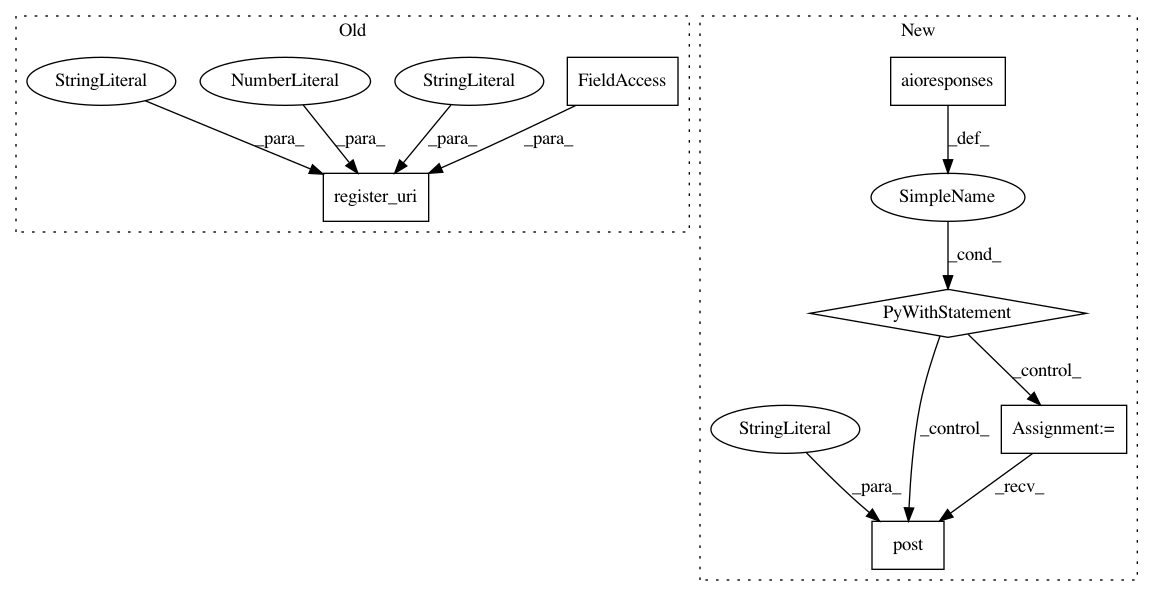 Old
New
StringLiteral
NumberLiteral
StringLiteral
FieldAccess
aioresponses
_para_
_para_
_para_
_para_
_def_
register_uri
SimpleName
_cond_
PyWithStatement
_control_
StringLiteral
_control_
Assignment:=
_para_
_recv_
post